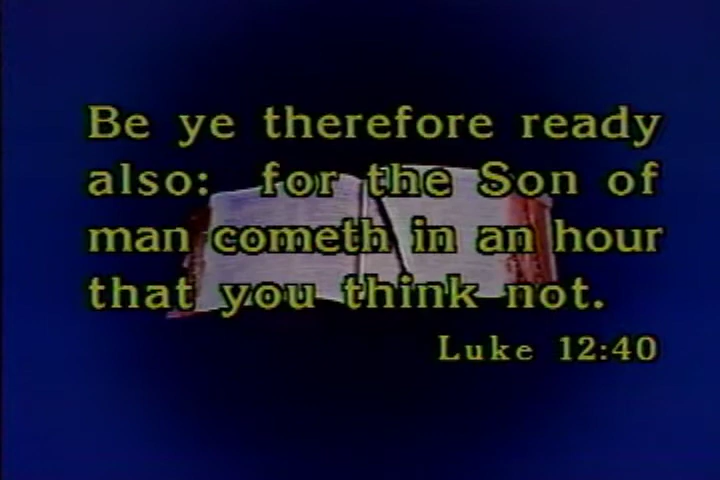 Be ye therefore ready
also: for the Son of
man cometh in an hour
that you think not.
Luke 12:40